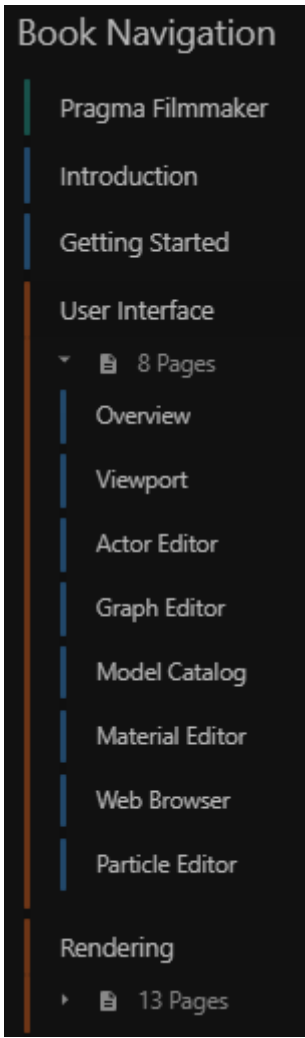 Book Navigation
Pragma Filmmaker
Introduction
Getting Started
User Interface
8 Pages
Overview
Viewport
Actor Editor
Graph Editor
Model Catalog
Material Editor
Web Browser
Particle Editor
Rendering
13 Pages